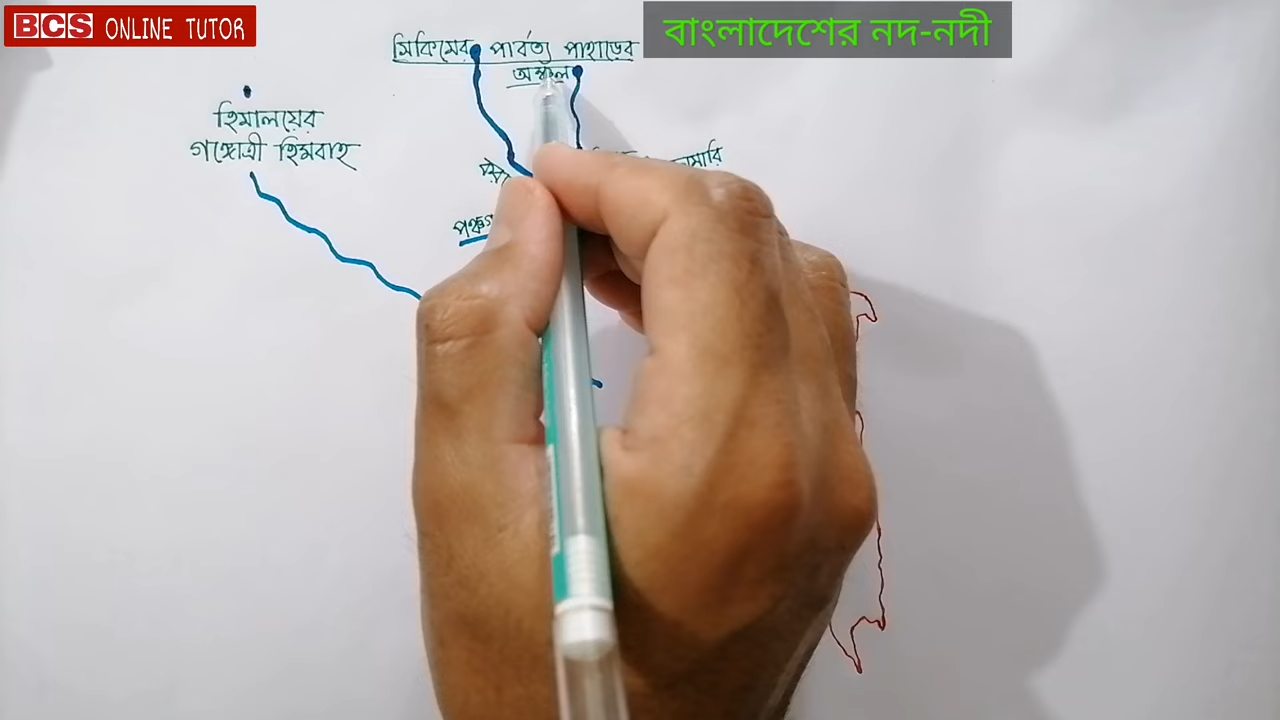 BCS ONLINE TUTOR
বাংলাদেশের নদ-নদী
সিকিমের পার্বত্য পাহাড়ের
অঞ্চল
হিমালয়ের
গঙ্গোত্রী হিমবাহ